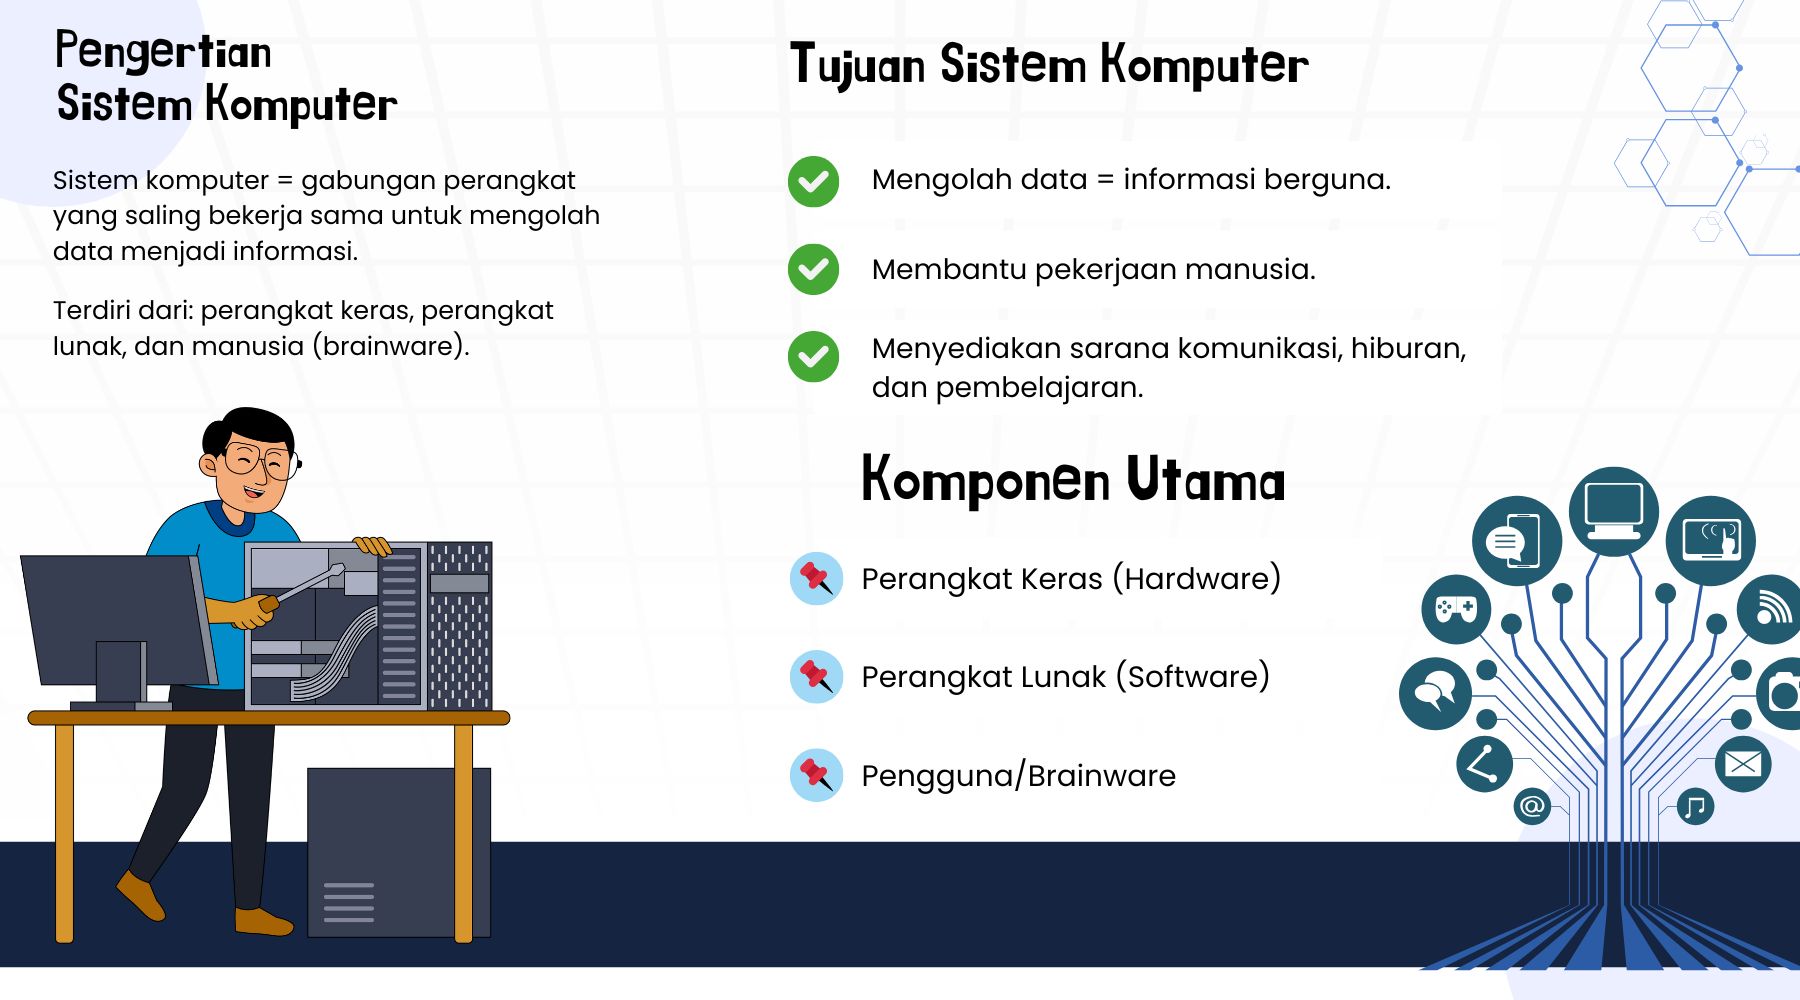 Pengertian
Sistem Komputer
Sistem komputer = gabungan perangkat
yang saling bekerja sama untuk mengolah
data menjadi informasi.
Terdiri dari: perangkat keras, perangkat
lunak, dan manusia (brainware).
Tujuan Sistem Komputer
Mengolah data = informasi berguna.
Membantu pekerjaan manusia.
Menyediakan sarana komunikasi, hiburan,
dan pembelajaran.
Komponen Utama
Perangkat Keras (Hardware)
Perangkat Lunak (Software)
Pengguna/Brainware
@